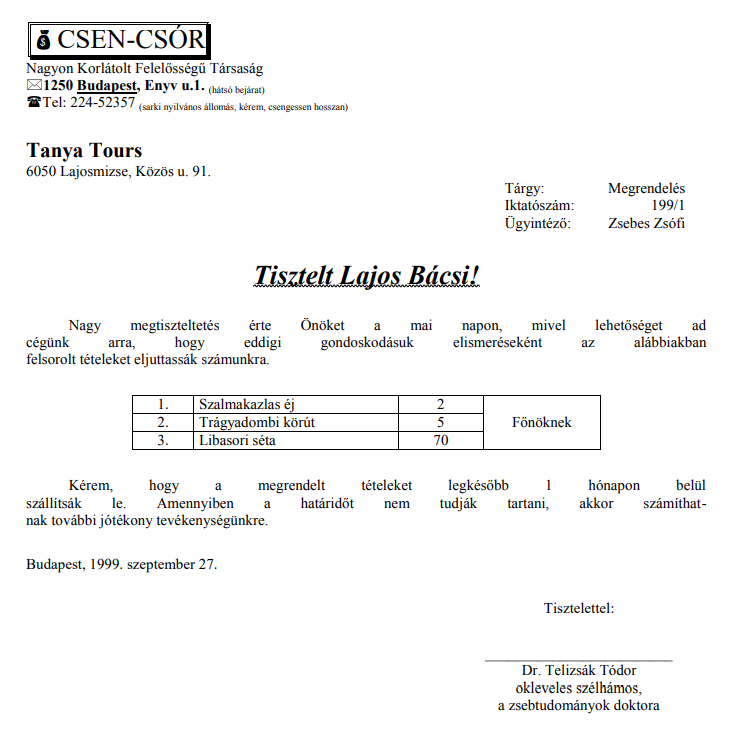 CSEN-CSÓR
Nagyon Korlátolt Felelősségű Társaság
1250 Budapest, Enyv u.1. (hátsó bejárat)
Tel: 224-52357 (sarki nyilvános állomás, kérem, csengessen hosszan)
Tanya Tours
6050 Lajosmizse, Közös u. 91.
Tárgy: Megrendelés
Iktatószám: 199/1
Ügyintéző: Zsebes Zsófi
Tisztelt Lajos Bácsi!
Nagy megtiszteltetés érte Önöket a mai napon, mivel lehetőséget ad
cégünk arra, hogy eddigi gondoskodásuk elismeréseként az alábbiakban
felsorolt tételeket eljuttassák számunkra.
1. Szalmakazlas éj 2
2. Trágyadombi körút 5 Főnöknek
3. Libasori séta 70
Kérem, hogy a megrendelt tételeket legkésőbb 1 hónapon belül
szállítsák le. Amennyiben a határidőt nem tudják tartani, akkor számíthat-
nak további jótékony tevékenységünkre.
Budapest, 1999. szeptember 27.
Tisztelettel:
Dr. Telizsák Tódor
okleveles szélhámos,
a zsebtudományok doktora